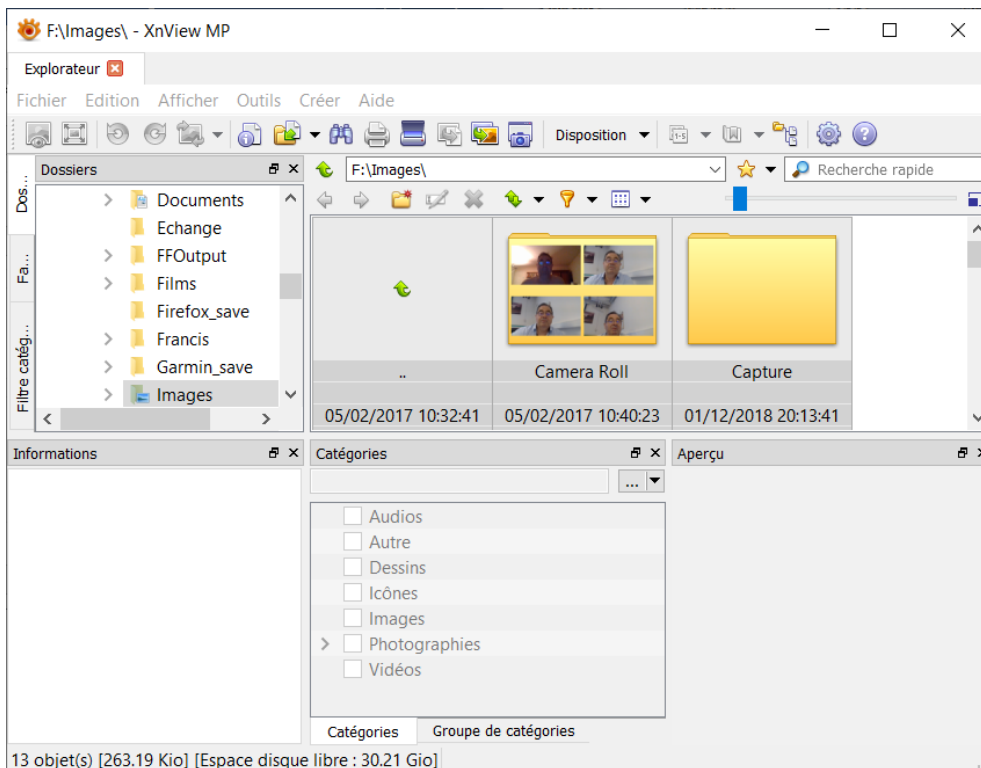 F:\Images\ - XnView MP
Explorateur
Fichier Edition Afficher Outils Créer Aide
Disposition
Dossiers
F:\Images\
Recherche rapide
Dos...
Fa...
Filtre catég...
Documents
Echange
FFOutput
Films
Firefox_save
Francis
Garmin_save
Images
..
Camera Roll
Capture
05/02/2017 10:32:41
05/02/2017 10:40:23
01/12/2018 20:13:41
Informations
Catégories
...
Aperçu
Audios
Autre
Dessins
Icônes
Images
Photographies
Vidéos
Catégories
Groupe de catégories
13 objet(s) [263.19 Kio] [Espace disque libre : 30.21 Gio]